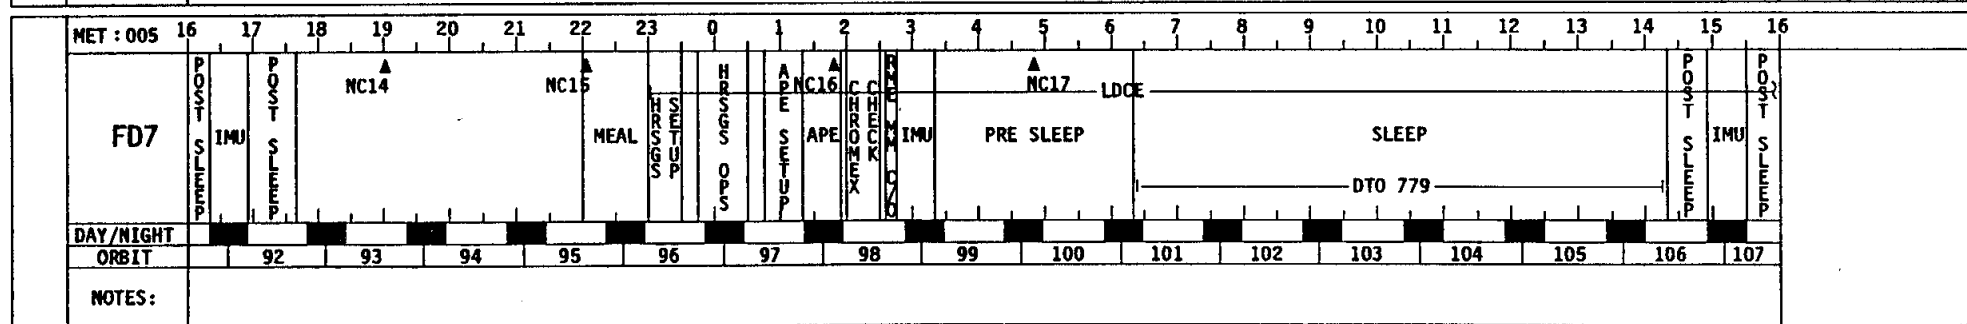 MET:005 16 17 18 19 20 21 22 23 0 1 2 3 4 5 6 7 8 9 10 11 12 13 14 15 16
FD7
POST SLEEP
IMU
POST SLEEP
NC14
NC15
MEAL
HRSGS SETUP
HRSGS OPS
APE SETUP
NC16
APE
CHROMEX CHECK
RME MWM C/O
IMU
NC17
PRE SLEEP
LDCE
SLEEP
DTO 779
POST SLEEP
IMU
POST SLEEP
DAY/NIGHT
ORBIT 92 93 94 95 96 97 98 99 100 101 102 103 104 105 106 107
NOTES: